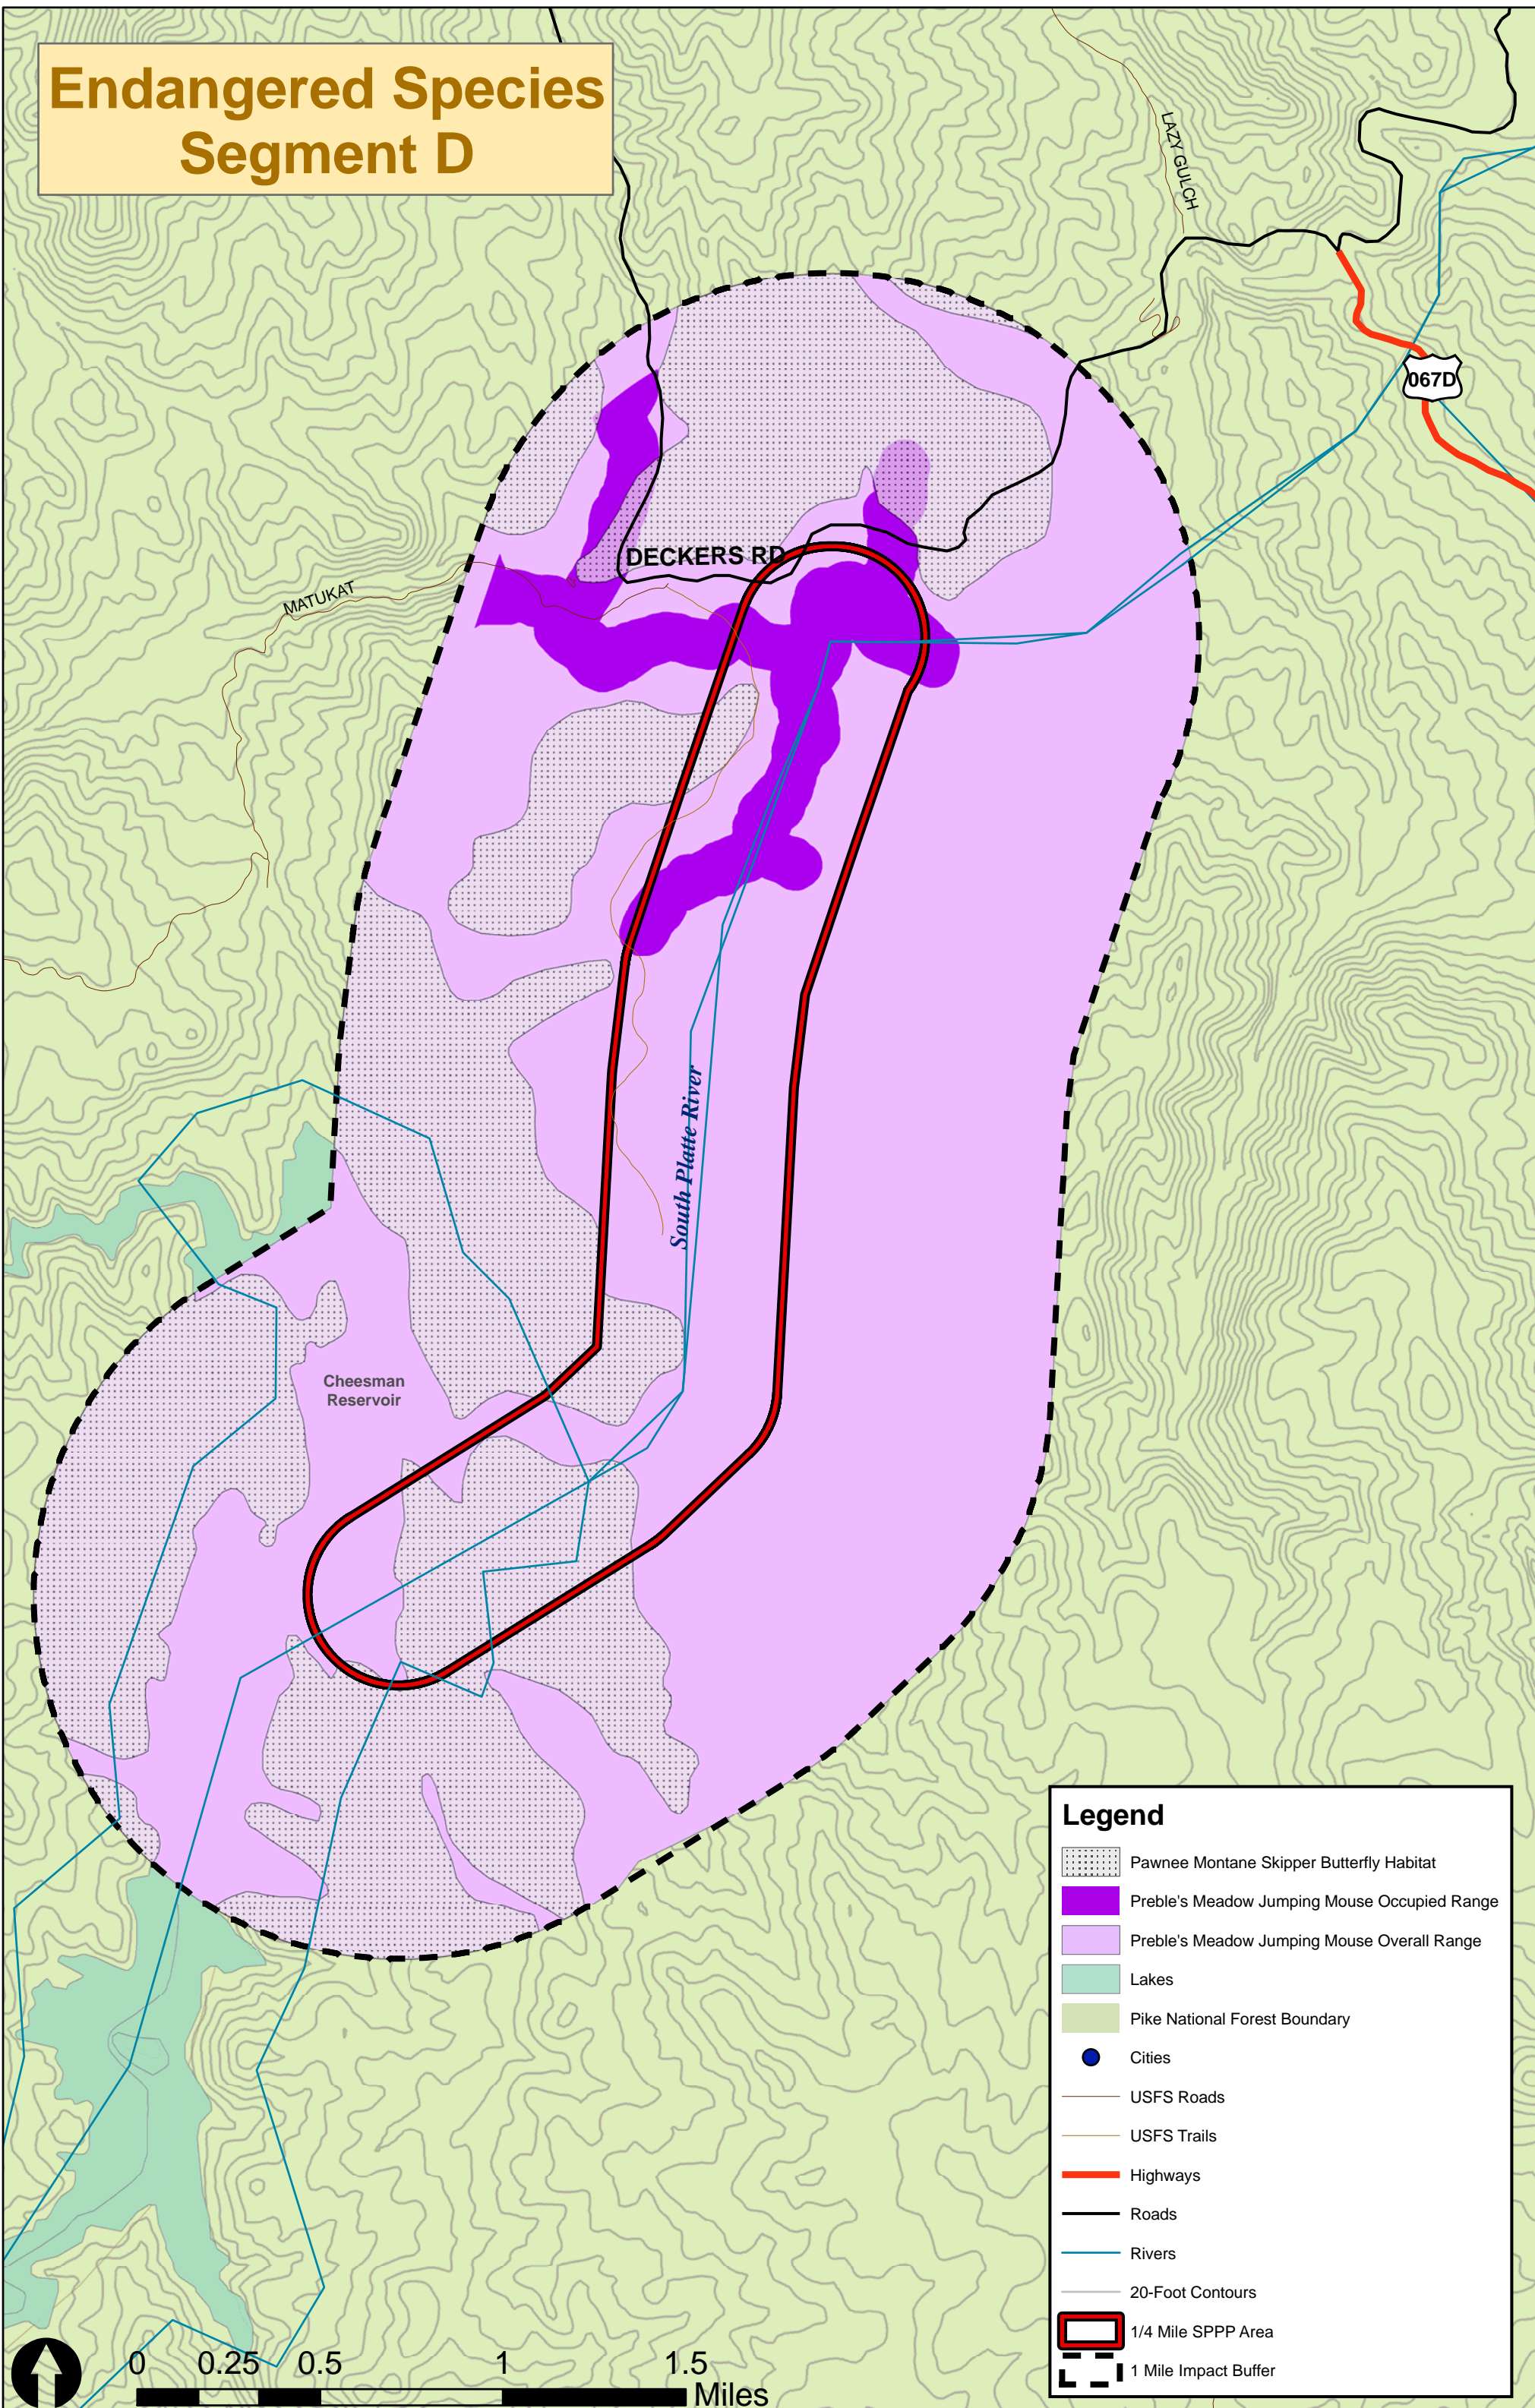 Endangered Species
Segment D
LAZY GULCH
067D
DECKERS RD
MATUKAT
South Platte River
Cheesman
Reservoir
Legend
Pawnee Montane Skipper Butterfly Habitat
Preble's Meadow Jumping Mouse Occupied Range
Preble's Meadow Jumping Mouse Overall Range
Lakes
Pike National Forest Boundary
Cities
USFS Roads
USFS Trails
Highways
Roads
Rivers
20-Foot Contours
1/4 Mile SPPP Area
1 Mile Impact Buffer
0 0.25 0.5 1 1.5
Miles